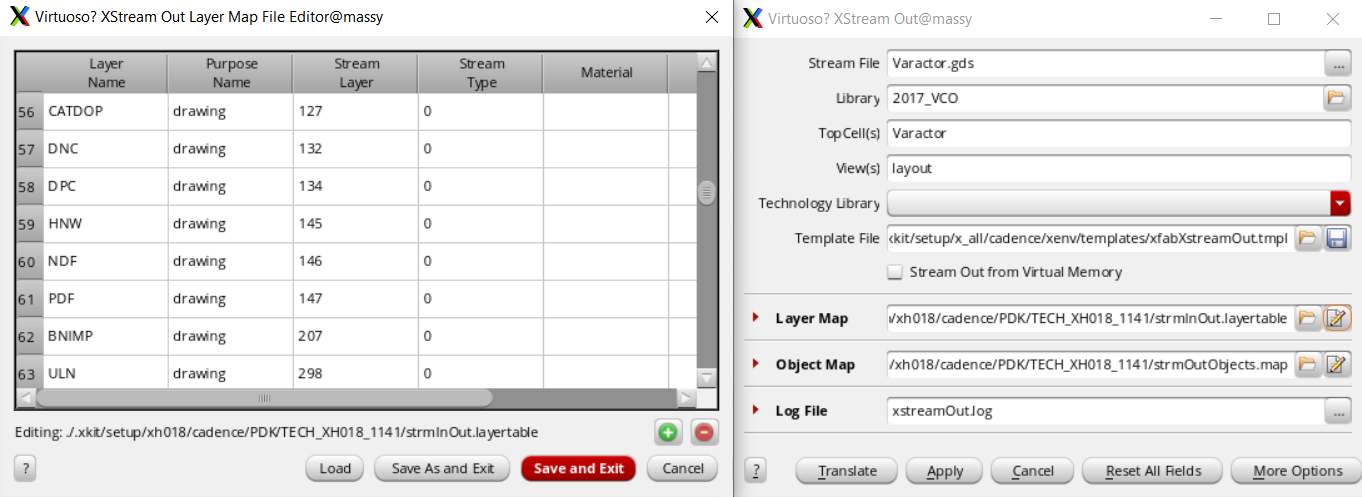 Virtuoso? XStream Out Layer Map File Editor@massy
Layer Name Purpose Name Stream Layer Stream Type Material
56 CATDOP drawing 127 0
57 DNC drawing 132 0
58 DPC drawing 134 0
59 HNW drawing 145 0
60 NDF drawing 146 0
61 PDF drawing 147 0
62 BNIMP drawing 207 0
63 ULN drawing 298 0
Editing: ./.xkit/setup/xh018/cadence/PDK/TECH_XH018_1141/strmInOut.layertable
? Load Save As and Exit Save and Exit Cancel
Virtuoso? XStream Out@massy
Stream File Varactor.gds ...
Library 2017_VCO
TopCell(s) Varactor
View(s) layout
Technology Library
Template File kit/setup/x_all/cadence/xenv/templates/xfabXstreamOut.tmpl
Stream Out from Virtual Memory
Layer Map /xh018/cadence/PDK/TECH_XH018_1141/strmInOut.layertable
Object Map /xh018/cadence/PDK/TECH_XH018_1141/strmOutObjects.map
Log File xstreamOut.log ...
? Translate Apply Cancel Reset All Fields More Options